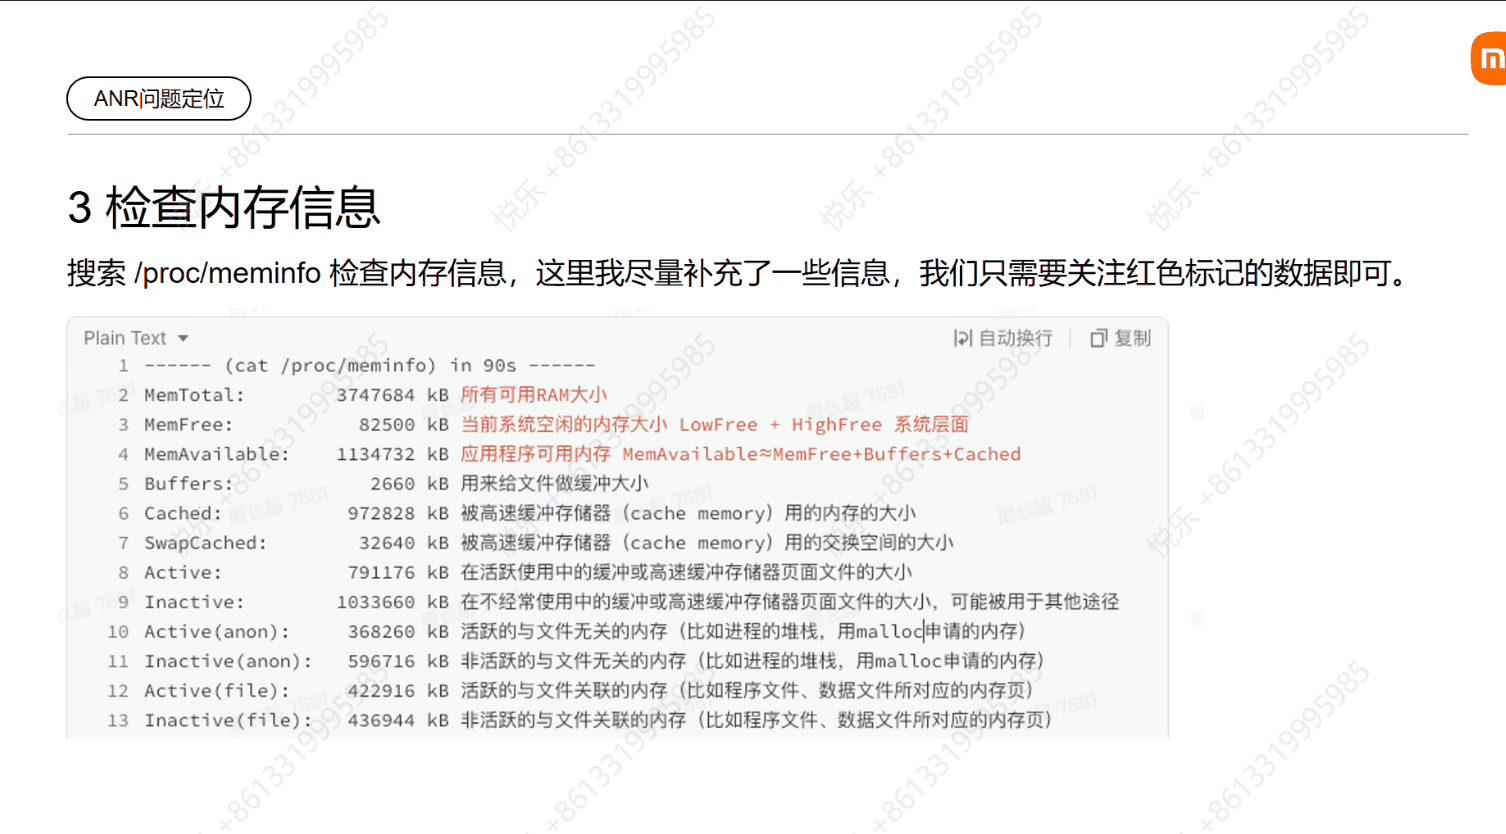 ANR问题定位
3 检查内存信息
搜索 /proc/meminfo 检查内存信息，这里我尽量补充了一些信息，我们只需要关注红色标记的数据即可。
Plain Text 自动换行 复制
1 ------ (cat /proc/meminfo) in 90s ------
2 MemTotal: 3747684 kB 所有可用RAM大小
3 MemFree: 82500 kB 当前系统空闲的内存大小 LowFree + HighFree 系统层面
4 MemAvailable: 1134732 kB 应用程序可用内存 MemAvailable≈MemFree+Buffers+Cached
5 Buffers: 2660 kB 用来给文件做缓冲大小
6 Cached: 972828 kB 被高速缓冲存储器（cache memory）用的内存的大小
7 SwapCached: 32640 kB 被高速缓冲存储器（cache memory）用的交换空间的大小
8 Active: 791176 kB 在活跃使用中的缓冲或高速缓冲存储器页面文件的大小
9 Inactive: 1033660 kB 在不经常使用中的缓冲或高速缓冲存储器页面文件的大小，可能被用于其他途径
10 Active(anon): 368260 kB 活跃的与文件无关的内存（比如进程的堆栈，用malloc申请的内存）
11 Inactive(anon): 596716 kB 非活跃的与文件无关的内存（比如进程的堆栈，用malloc申请的内存）
12 Active(file): 422916 kB 活跃的与文件关联的内存（比如程序文件、数据文件所对应的内存页）
13 Inactive(file): 436944 kB 非活跃的与文件关联的内存（比如程序文件、数据文件所对应的内存页）
悦乐 +8613319995985
周长超 7581